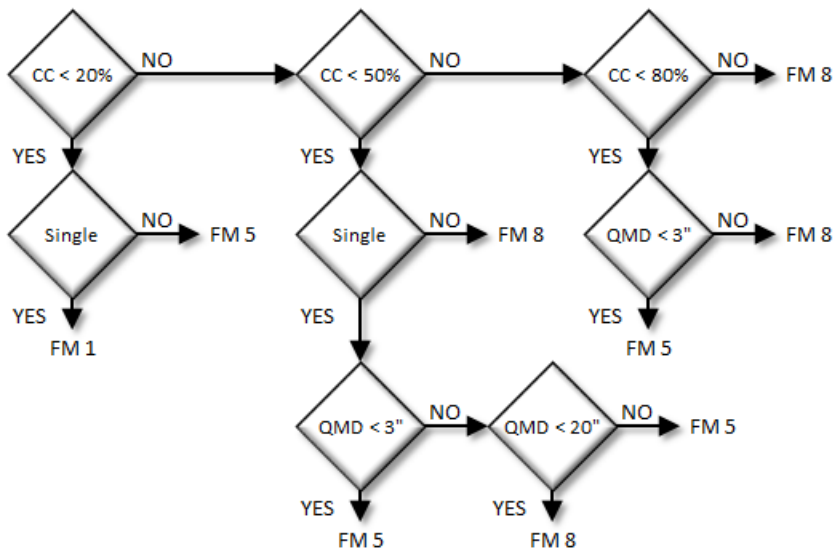 CC < 20%
NO
CC < 50%
NO
CC < 80%
NO
FM 8
YES
YES
YES
Single
NO
FM 5
Single
NO
FM 8
QMD < 3"
NO
FM 8
YES
FM 1
YES
YES
FM 5
QMD < 3"
NO
QMD < 20"
NO
FM 5
YES
FM 5
YES
FM 8